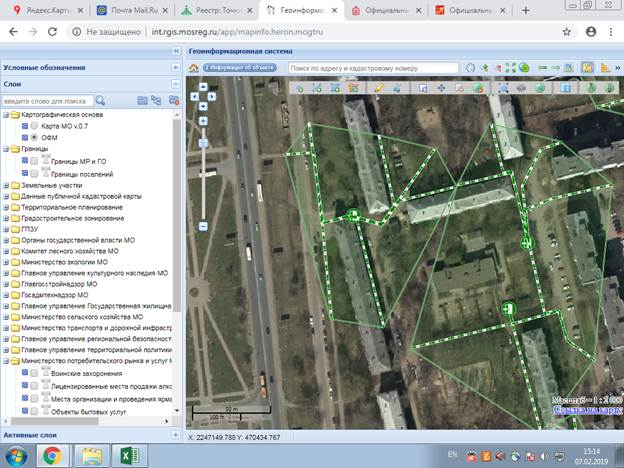 Яндекс.Карты
Почта Mail.Ru
Реестр: Точки
Геоинформа
Официальны
Официальны
Не защищено | int.rgis.mosreg.ru/app/mapinfo.heron.mogtru
Условные обозначения
Слои
введите слово для поиска
Картографическая основа
Карта МО v.0.7
ОФМ
Границы
Границы МР и ГО
Границы поселений
Земельные участки
Данные публичной кадастровой карты
Территориальное планирование
Градостроительное зонирование
ГПЗУ
Органы государственной власти МО
Комитет лесного хозяйства МО
Министерство экологии МО
Главное управление культурного наследия МО
Главгосстройнадзор МО
Госадмтехнадзор МО
Главное управление Государственная жилищна
Министерство сельского хозяйства МО
Министерство транспорта и дорожной инфрастр
Главное управление региональной безопасност
Главное управление территориальной политики
Министерство потребительского рынка и услуг М
Воинские захоронения
Лицензированные места продажи алко
Места организации и проведения ярма
Объекты бытовых услуг
Активные слои
Геоинформационная система
Информация об объекте
Поиск по адресу и кадастровому номеру
50 m
100 ft
Масштаб = 1 : 2 000
Ссылка на карту
X: 2247149.788 Y: 470434.767
EN
15:14
07.02.2019